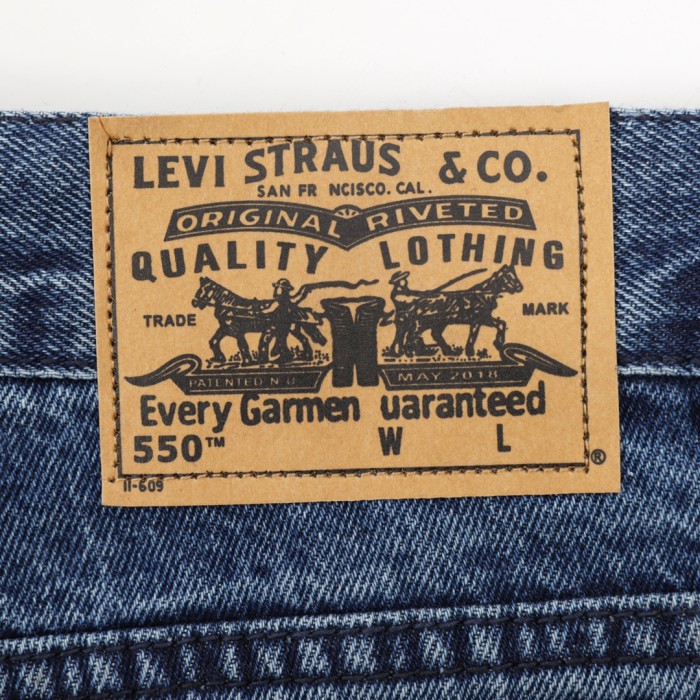 LEVI STRAUS & CO.
SAN FR NCISCO. CAL.
ORIGINAL RIVETED
QUALITY LOTHING
TRADE MARK
PATENTED N U MAY 2018
Every Garmen uaranteed
550™ W L
®
11-609